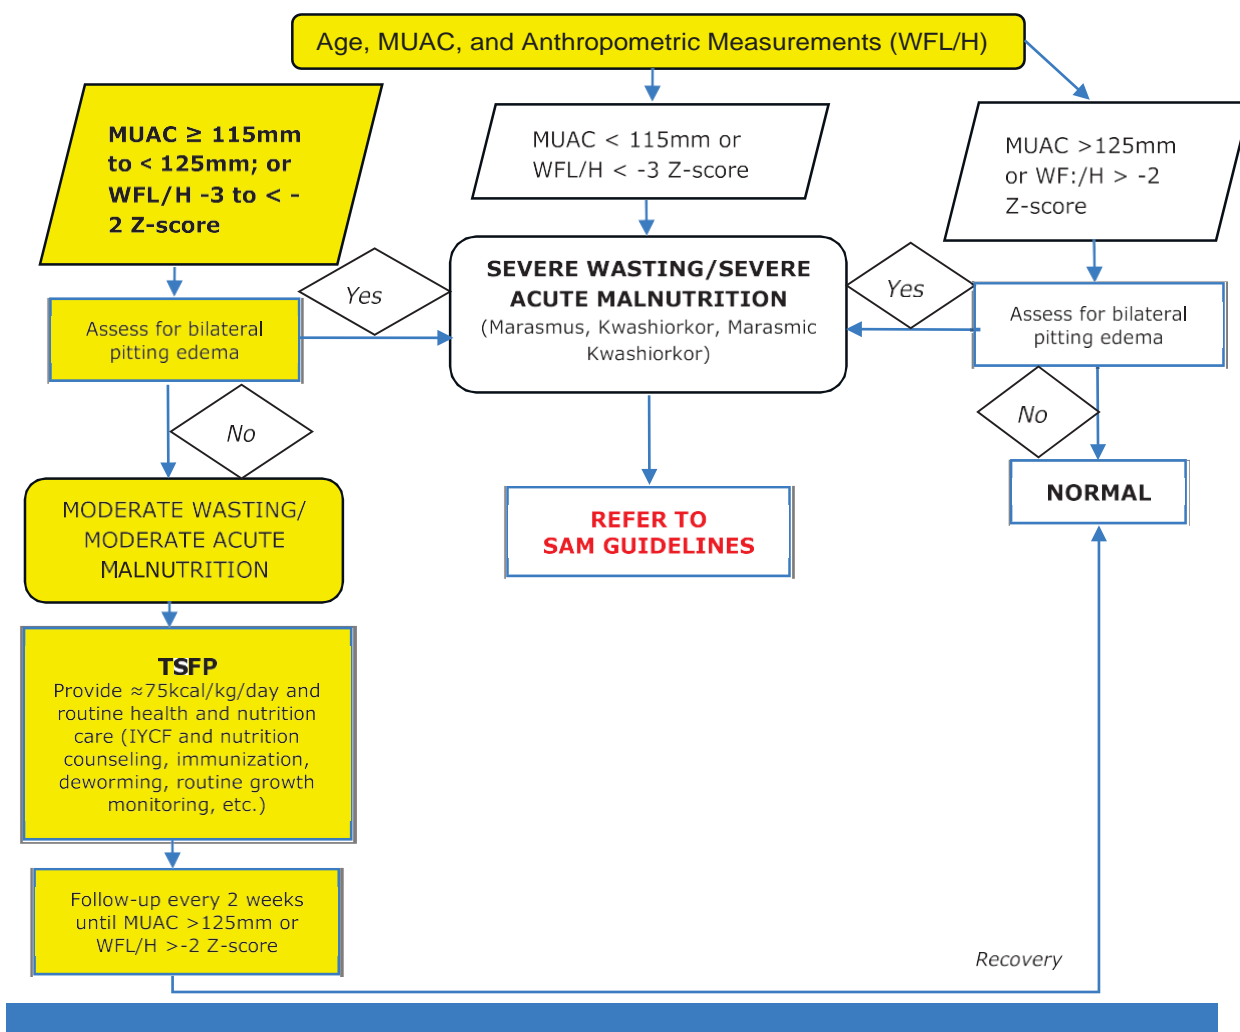 Age, MUAC, and Anthropometric Measurements (WFL/H)
MUAC ≥ 115mm
to < 125mm; or
WFL/H -3 to < -
2 Z-score
MUAC < 115mm or
WFL/H < -3 Z-score
MUAC >125mm
or WF:/H > -2
Z-score
Yes
SEVERE WASTING/SEVERE
ACUTE MALNUTRITION
(Marasmus, Kwashiorkor, Marasmic
Kwashiorkor)
Yes
Assess for bilateral
pitting edema
Assess for bilateral
pitting edema
No
No
MODERATE WASTING/
MODERATE ACUTE
MALNUTRITION
REFER TO
SAM GUIDELINES
NORMAL
TSFP
Provide ≈75kcal/kg/day and
routine health and nutrition
care (IYCF and nutrition
counseling, immunization,
deworming, routine growth
monitoring, etc.)
Follow-up every 2 weeks
until MUAC >125mm or
WFL/H >-2 Z-score
Recovery